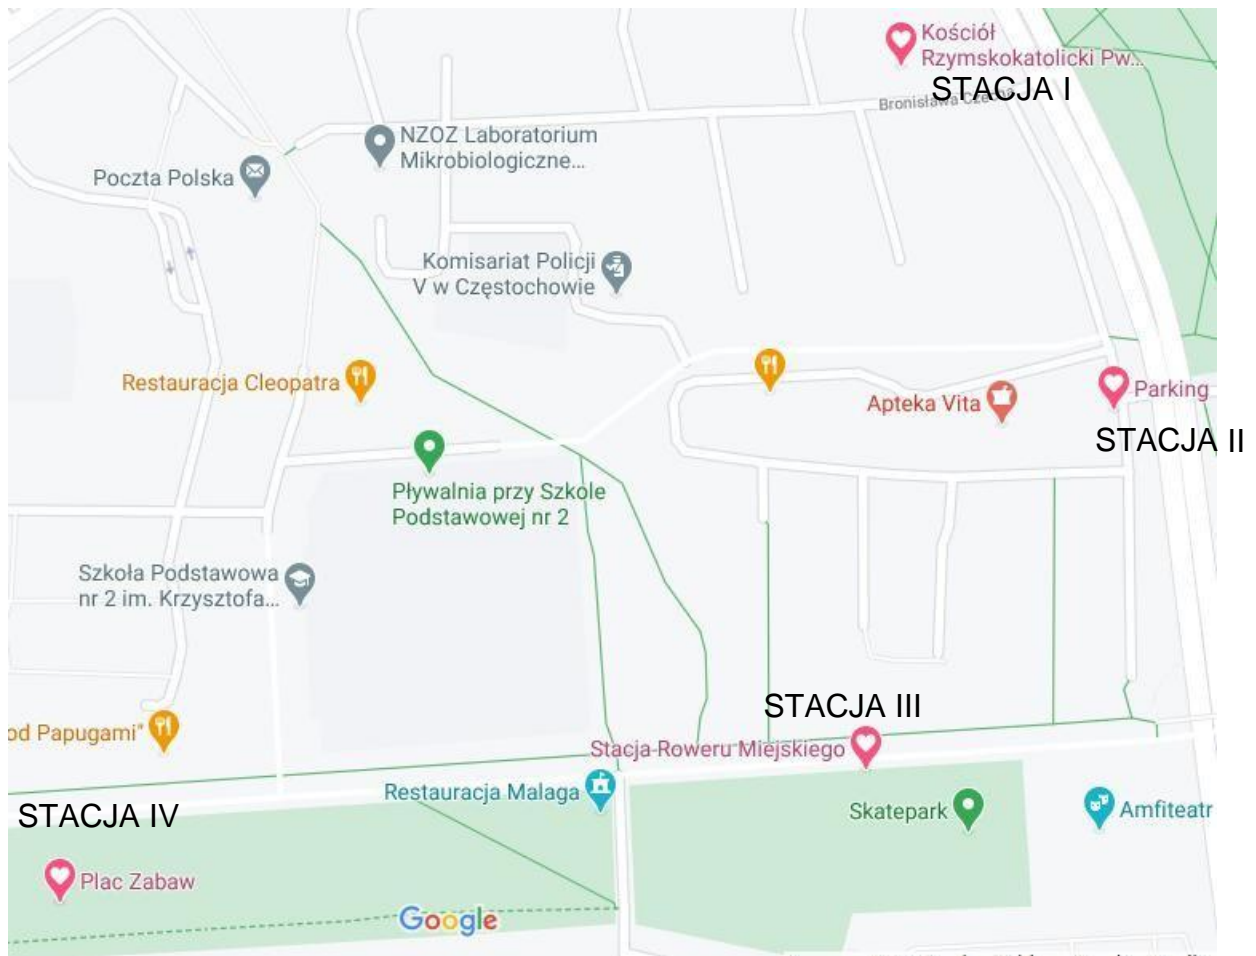 Kościół
Rzymskokatolicki Pw...
STACJA I
Bronisława
NZOZ Laboratorium
Mikrobiologiczne...
Poczta Polska
Komisariat Policji
V w Częstochowie
Restauracja Cleopatra
Apteka Vita
Parking
STACJA II
Pływalnia przy Szkole
Podstawowej nr 2
Szkoła Podstawowa
nr 2 im. Krzysztofa...
STACJA III
od Papugami"
Stacja Roweru Miejskiego
Restauracja Malaga
STACJA IV
Skatepark
Amfiteatr
Plac Zabaw
Google